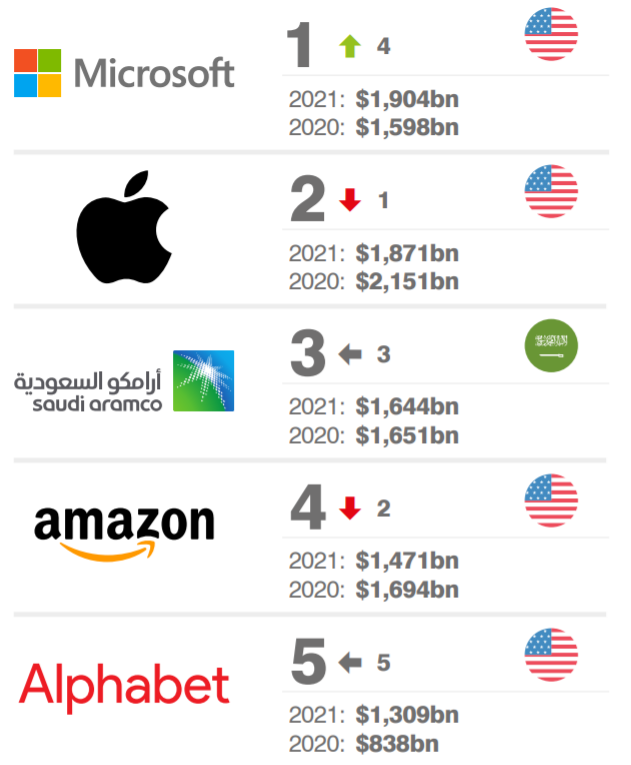 Microsoft
1 4
2021: $1,904bn
2020: $1,598bn
2 1
2021: $1,871bn
2020: $2,151bn
أرامكو السعودية
saudi aramco
3 3
2021: $1,644bn
2020: $1,651bn
amazon
4 2
2021: $1,471bn
2020: $1,694bn
Alphabet
5 5
2021: $1,309bn
2020: $838bn